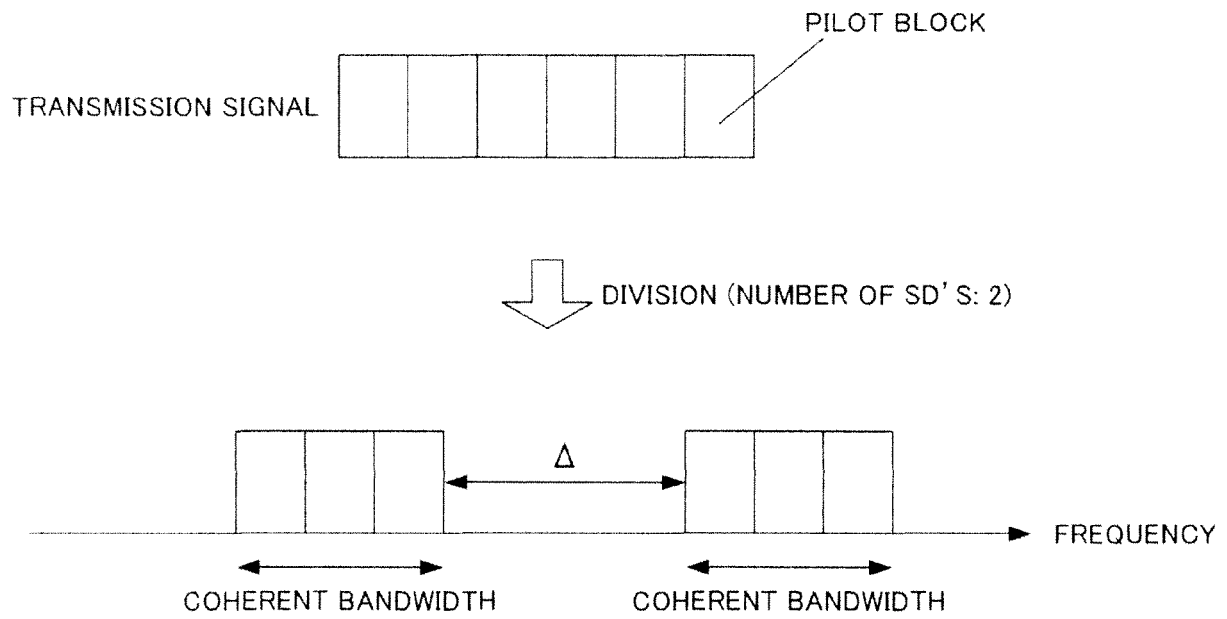 PILOT BLOCK
TRANSMISSION SIGNAL
DIVISION (NUMBER OF SD'S: 2)
Δ
FREQUENCY
COHERENT BANDWIDTH
COHERENT BANDWIDTH